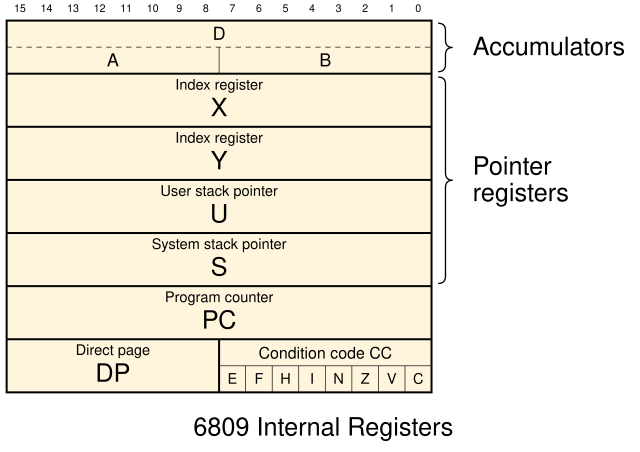 15 14 13 12 11 10 9 8 7 6 5 4 3 2 1 0
D
A B
Accumulators
Index register
X
Index register
Y
User stack pointer
U
System stack pointer
S
Pointer
registers
Program counter
PC
Direct page
DP
Condition code CC
E F H I N Z V C
6809 Internal Registers